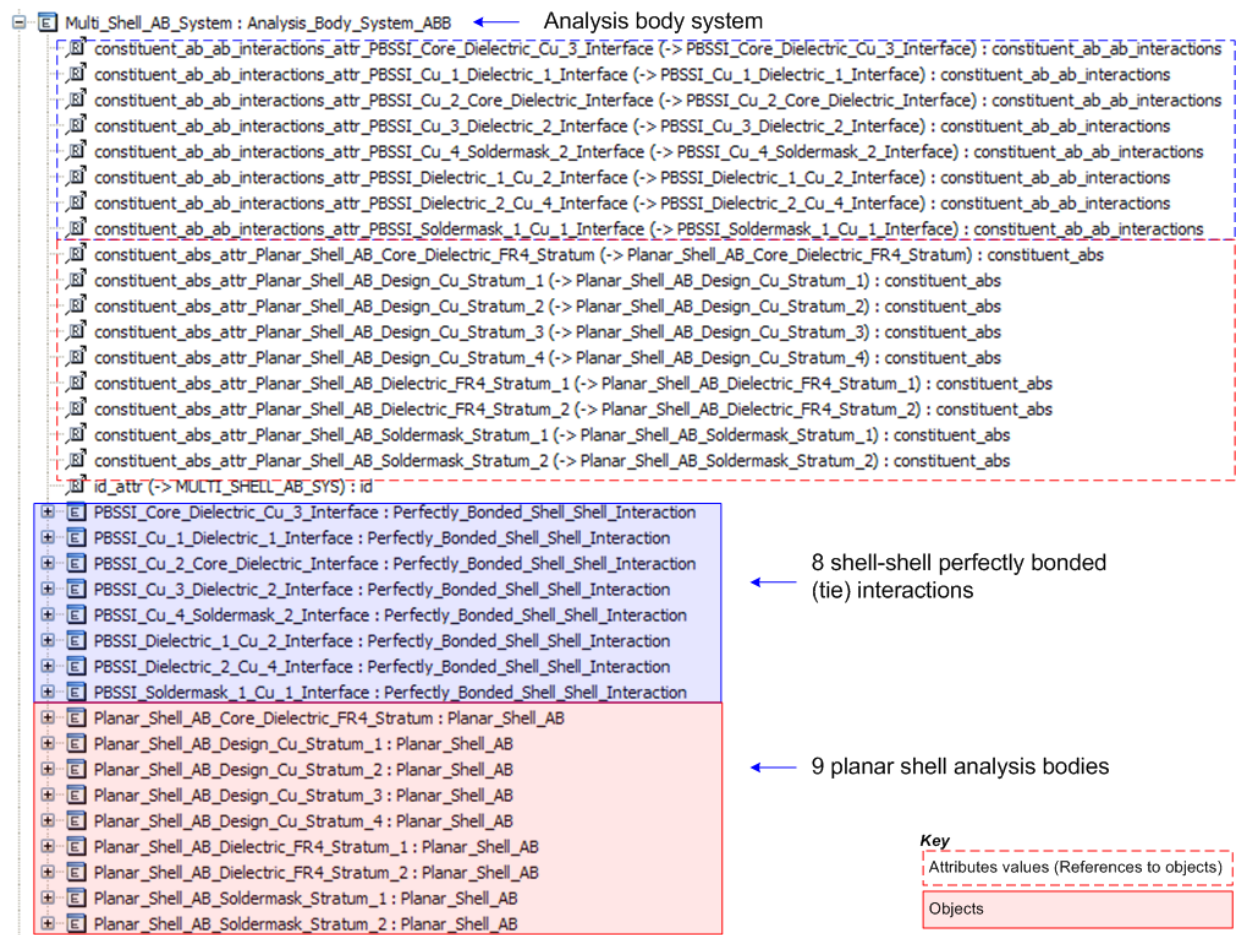 Multi_Shell_AB_System : Analysis_Body_System_ABB
Analysis body system
constituent_ab_ab_interactions_attr_PBSSI_Core_Dielectric_Cu_3_Interface (-> PBSSI_Core_Dielectric_Cu_3_Interface) : constituent_ab_ab_interactions
constituent_ab_ab_interactions_attr_PBSSI_Cu_1_Dielectric_1_Interface (-> PBSSI_Cu_1_Dielectric_1_Interface) : constituent_ab_ab_interactions
constituent_ab_ab_interactions_attr_PBSSI_Cu_2_Core_Dielectric_Interface (-> PBSSI_Cu_2_Core_Dielectric_Interface) : constituent_ab_ab_interactions
constituent_ab_ab_interactions_attr_PBSSI_Cu_3_Dielectric_2_Interface (-> PBSSI_Cu_3_Dielectric_2_Interface) : constituent_ab_ab_interactions
constituent_ab_ab_interactions_attr_PBSSI_Cu_4_Soldermask_2_Interface (-> PBSSI_Cu_4_Soldermask_2_Interface) : constituent_ab_ab_interactions
constituent_ab_ab_interactions_attr_PBSSI_Dielectric_1_Cu_2_Interface (-> PBSSI_Dielectric_1_Cu_2_Interface) : constituent_ab_ab_interactions
constituent_ab_ab_interactions_attr_PBSSI_Dielectric_2_Cu_4_Interface (-> PBSSI_Dielectric_2_Cu_4_Interface) : constituent_ab_ab_interactions
constituent_ab_ab_interactions_attr_PBSSI_Soldermask_1_Cu_1_Interface (-> PBSSI_Soldermask_1_Cu_1_Interface) : constituent_ab_ab_interactions
constituent_abs_attr_Planar_Shell_AB_Core_Dielectric_FR4_Stratum (-> Planar_Shell_AB_Core_Dielectric_FR4_Stratum) : constituent_abs
constituent_abs_attr_Planar_Shell_AB_Design_Cu_Stratum_1 (-> Planar_Shell_AB_Design_Cu_Stratum_1) : constituent_abs
constituent_abs_attr_Planar_Shell_AB_Design_Cu_Stratum_2 (-> Planar_Shell_AB_Design_Cu_Stratum_2) : constituent_abs
constituent_abs_attr_Planar_Shell_AB_Design_Cu_Stratum_3 (-> Planar_Shell_AB_Design_Cu_Stratum_3) : constituent_abs
constituent_abs_attr_Planar_Shell_AB_Design_Cu_Stratum_4 (-> Planar_Shell_AB_Design_Cu_Stratum_4) : constituent_abs
constituent_abs_attr_Planar_Shell_AB_Dielectric_FR4_Stratum_1 (-> Planar_Shell_AB_Dielectric_FR4_Stratum_1) : constituent_abs
constituent_abs_attr_Planar_Shell_AB_Dielectric_FR4_Stratum_2 (-> Planar_Shell_AB_Dielectric_FR4_Stratum_2) : constituent_abs
constituent_abs_attr_Planar_Shell_AB_Soldermask_Stratum_1 (-> Planar_Shell_AB_Soldermask_Stratum_1) : constituent_abs
constituent_abs_attr_Planar_Shell_AB_Soldermask_Stratum_2 (-> Planar_Shell_AB_Soldermask_Stratum_2) : constituent_abs
id_attr (-> MULTI_SHELL_AB_SYS) : id
PBSSI_Core_Dielectric_Cu_3_Interface : Perfectly_Bonded_Shell_Shell_Interaction
PBSSI_Cu_1_Dielectric_1_Interface : Perfectly_Bonded_Shell_Shell_Interaction
PBSSI_Cu_2_Core_Dielectric_Interface : Perfectly_Bonded_Shell_Shell_Interaction
PBSSI_Cu_3_Dielectric_2_Interface : Perfectly_Bonded_Shell_Shell_Interaction
PBSSI_Cu_4_Soldermask_2_Interface : Perfectly_Bonded_Shell_Shell_Interaction
PBSSI_Dielectric_1_Cu_2_Interface : Perfectly_Bonded_Shell_Shell_Interaction
PBSSI_Dielectric_2_Cu_4_Interface : Perfectly_Bonded_Shell_Shell_Interaction
PBSSI_Soldermask_1_Cu_1_Interface : Perfectly_Bonded_Shell_Shell_Interaction
8 shell-shell perfectly bonded
(tie) interactions
Planar_Shell_AB_Core_Dielectric_FR4_Stratum : Planar_Shell_AB
Planar_Shell_AB_Design_Cu_Stratum_1 : Planar_Shell_AB
Planar_Shell_AB_Design_Cu_Stratum_2 : Planar_Shell_AB
Planar_Shell_AB_Design_Cu_Stratum_3 : Planar_Shell_AB
Planar_Shell_AB_Design_Cu_Stratum_4 : Planar_Shell_AB
Planar_Shell_AB_Dielectric_FR4_Stratum_1 : Planar_Shell_AB
Planar_Shell_AB_Dielectric_FR4_Stratum_2 : Planar_Shell_AB
Planar_Shell_AB_Soldermask_Stratum_1 : Planar_Shell_AB
Planar_Shell_AB_Soldermask_Stratum_2 : Planar_Shell_AB
9 planar shell analysis bodies
Key
Attributes values (References to objects)
Objects